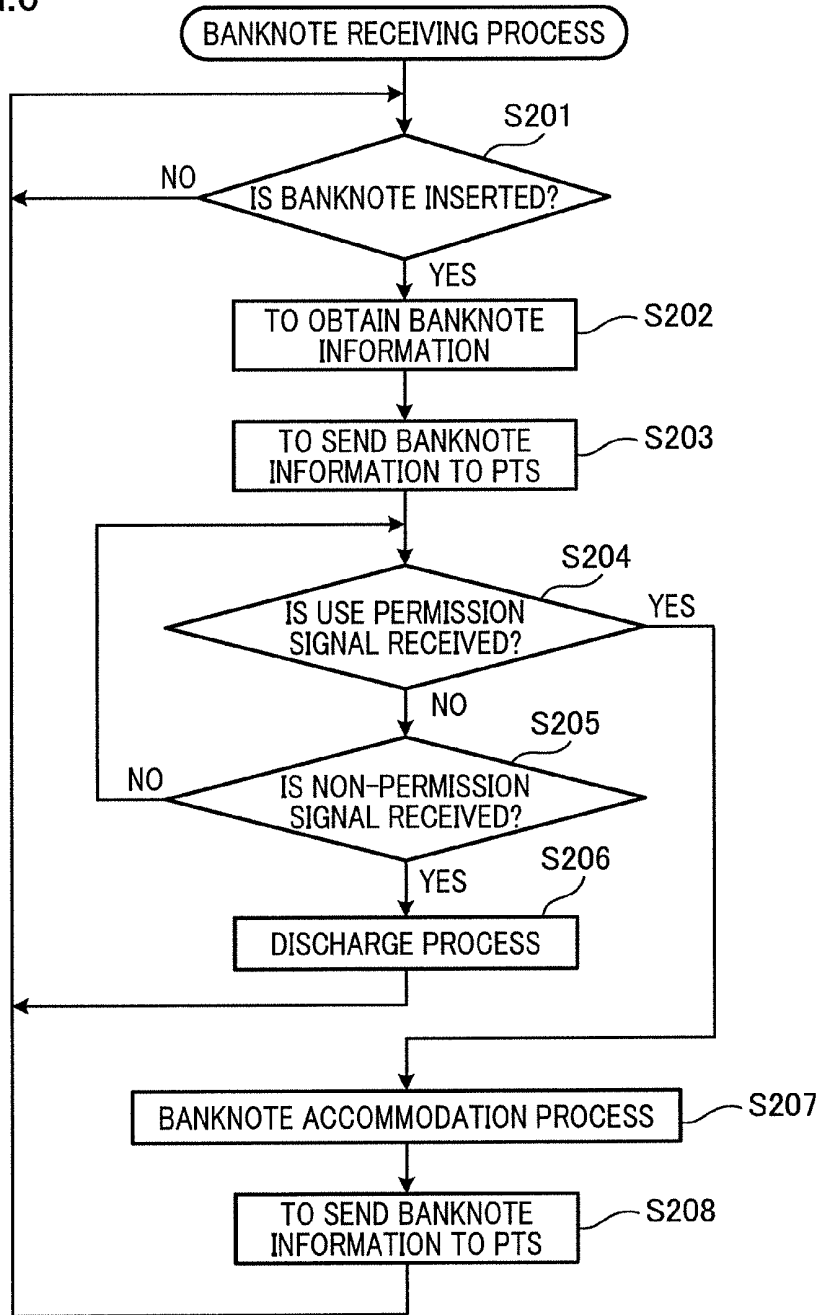 BANKNOTE RECEIVING PROCESS
S201
NO
IS BANKNOTE INSERTED?
YES
TO OBTAIN BANKNOTE
INFORMATION
S202
TO SEND BANKNOTE
INFORMATION TO PTS
S203
S204
IS USE PERMISSION
SIGNAL RECEIVED?
YES
NO
S205
NO
IS NON-PERMISSION
SIGNAL RECEIVED?
YES
S206
DISCHARGE PROCESS
BANKNOTE ACCOMMODATION PROCESS
S207
TO SEND BANKNOTE
INFORMATION TO PTS
S208